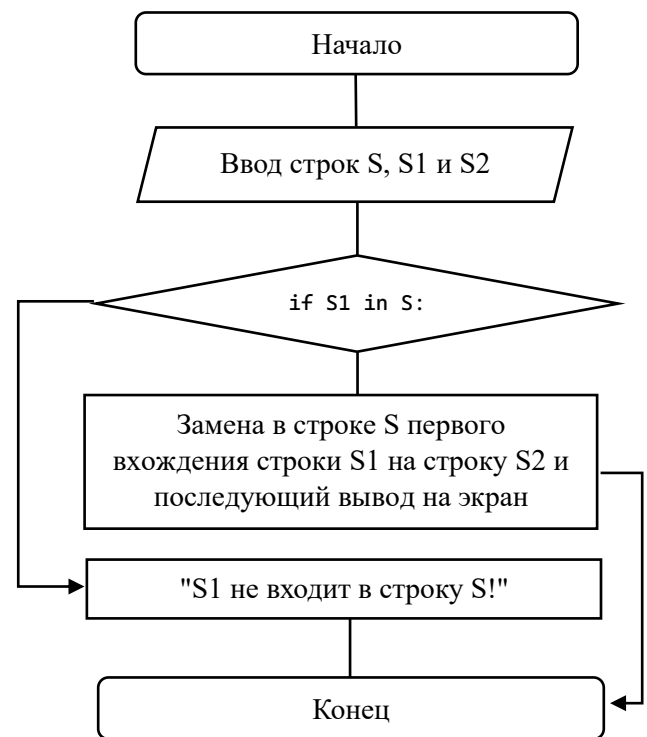 Начало
Ввод строк S, S1 и S2
if S1 in S:
Замена в строке S первого
вхождения строки S1 на строку S2 и
последующий вывод на экран
"S1 не входит в строку S!"
Конец